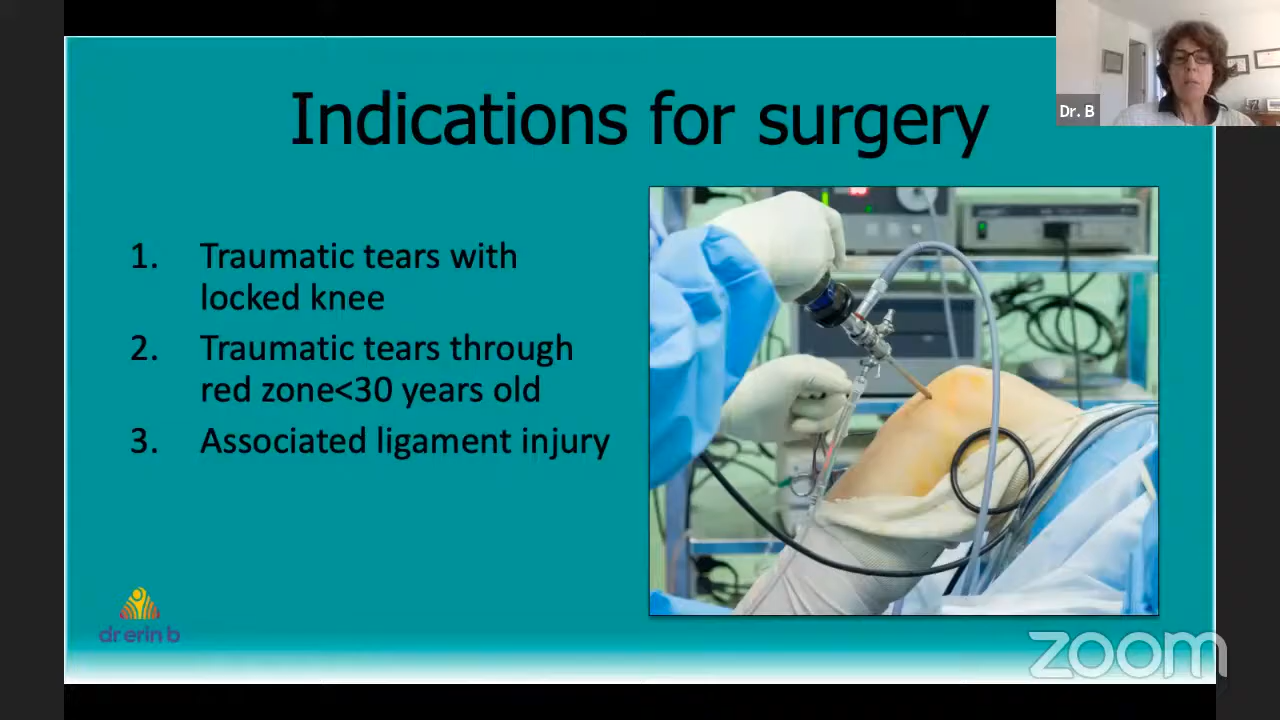 Indications for surgery
Dr. B
1. Traumatic tears with
locked knee
2. Traumatic tears through
red zone<30 years old
3. Associated ligament injury
dr erin b
zoom